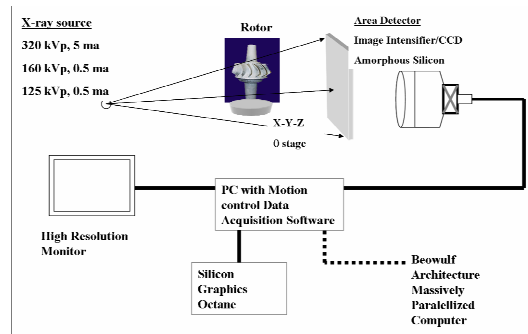 X-ray source
320 kVp, 5 ma
160 kVp, 0.5 ma
125 kVp, 0.5 ma
Rotor
X-Y-Z
θ stage
Area Detector
Image Intensifier/CCD
Amorphous Silicon
High Resolution
Monitor
PC with Motion
control Data
Acquisition Software
Silicon
Graphics
Octane
Beowulf
Architecture
Massively
Paralellized
Computer